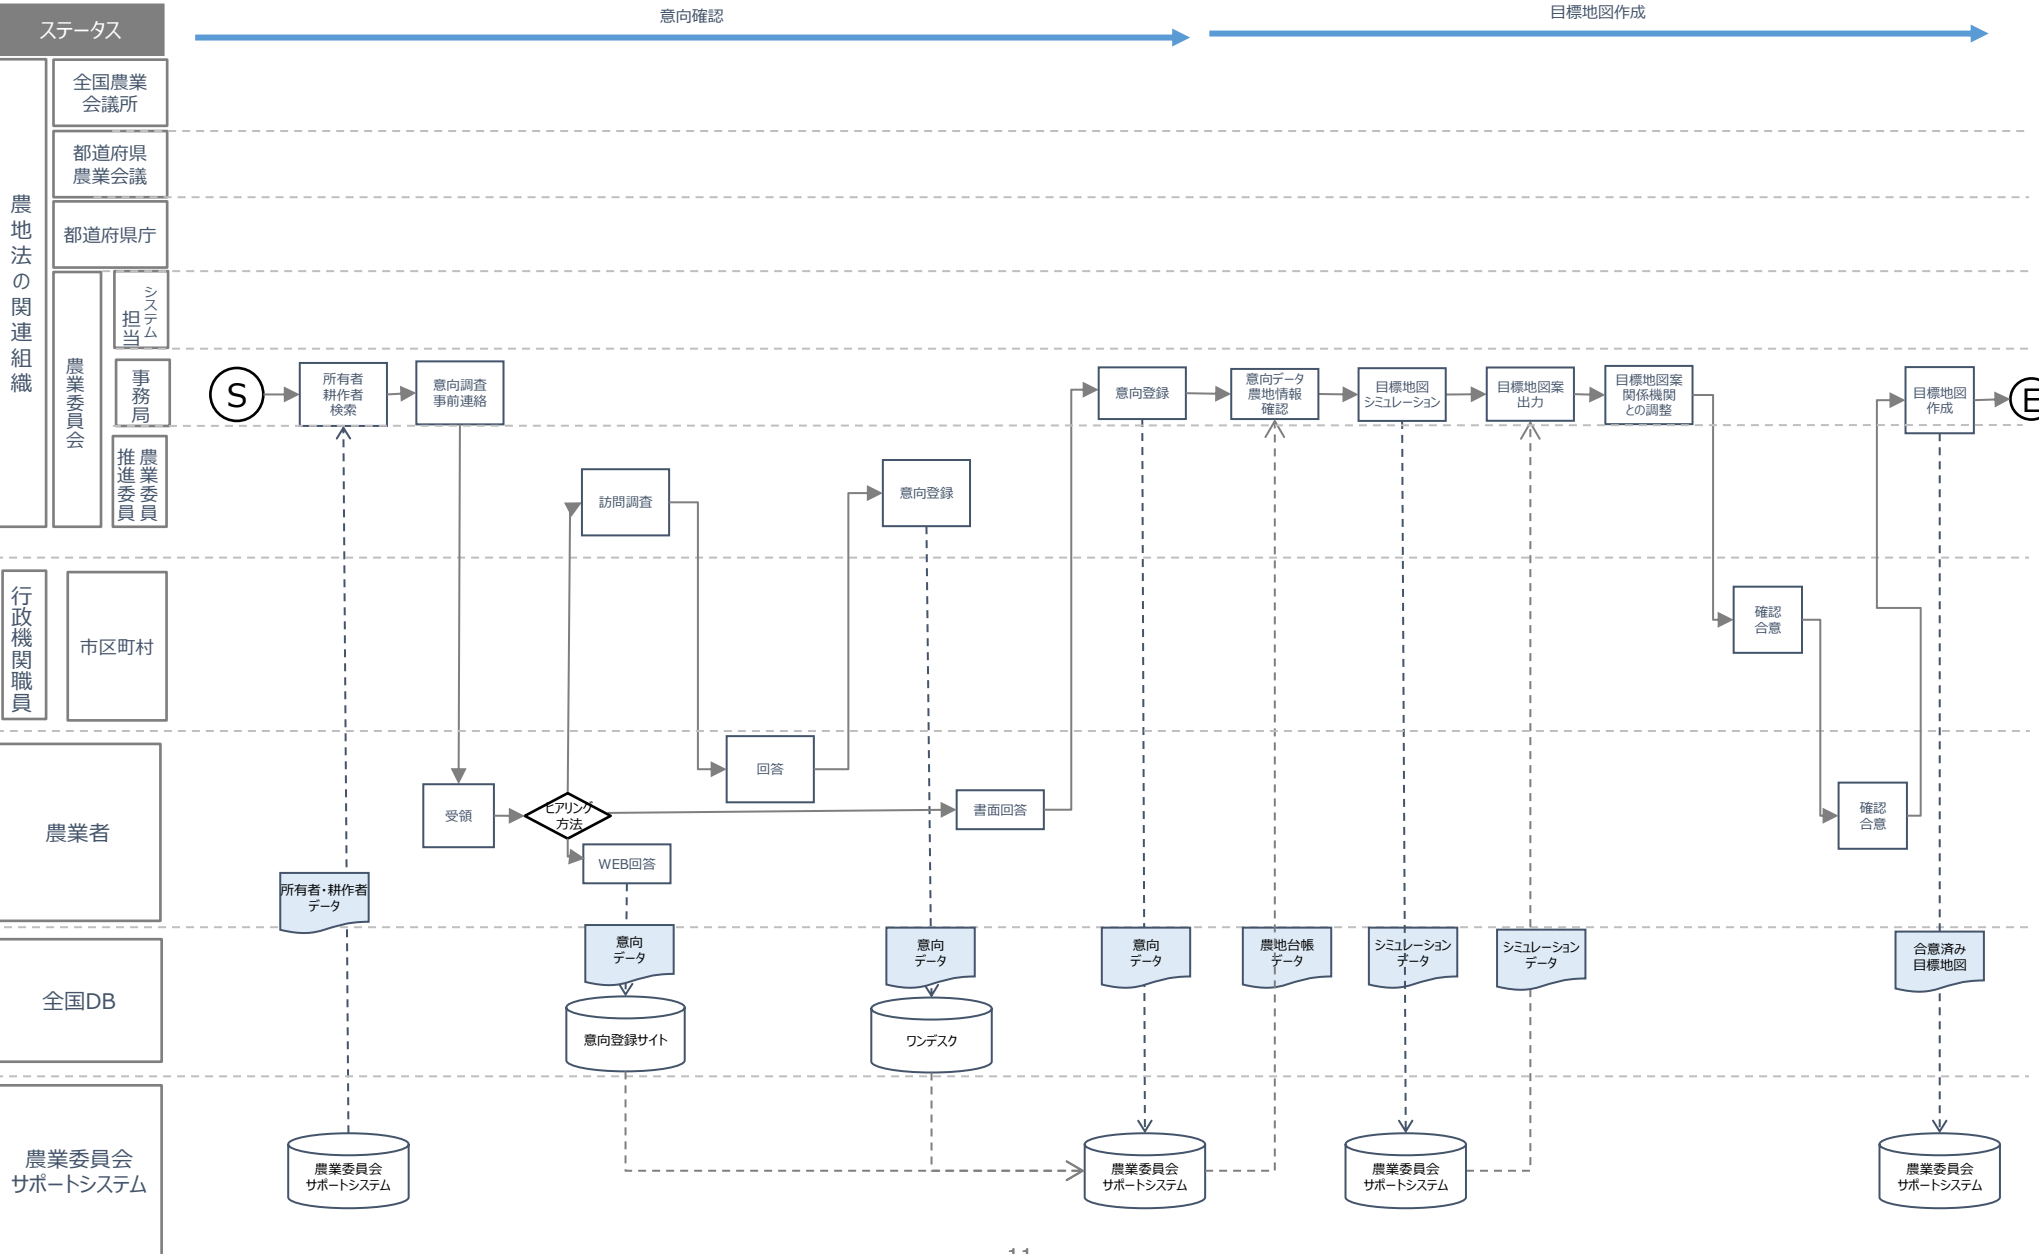 ステータス
意向確認
目標地図作成
農地法の関連組織
全国農業
会議所
都道府県
農業会議
都道府県庁
農業委員会
システム
担当
事務局
農業委員
推進委員
行政機関職員
市区町村
農業者
全国DB
農業委員会
サポートシステム
S
所有者
耕作者
検索
意向調査
事前連絡
意向登録
意向データ
農地情報
確認
目標地図
シミュレーション
目標地図案
出力
目標地図案
関係機関
との調整
目標地図
作成
E
訪問調査
意向登録
確認
合意
回答
受領
ヒアリング
方法
書面回答
確認
合意
WEB回答
所有者・耕作者
データ
意向
データ
意向
データ
意向
データ
農地台帳
データ
シミュレーション
データ
シミュレーション
データ
合意済み
目標地図
意向登録サイト
ワンデスク
農業委員会
サポートシステム
農業委員会
サポートシステム
農業委員会
サポートシステム
農業委員会
サポートシステム
11